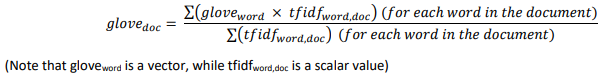 glove_doc = Σ(glove_word × tfidf_word,doc) (for each word in the document)
Σ(tfidf_word,doc) (for each word in the document)
(Note that glove_word is a vector, while tfidf_word,doc is a scalar value)